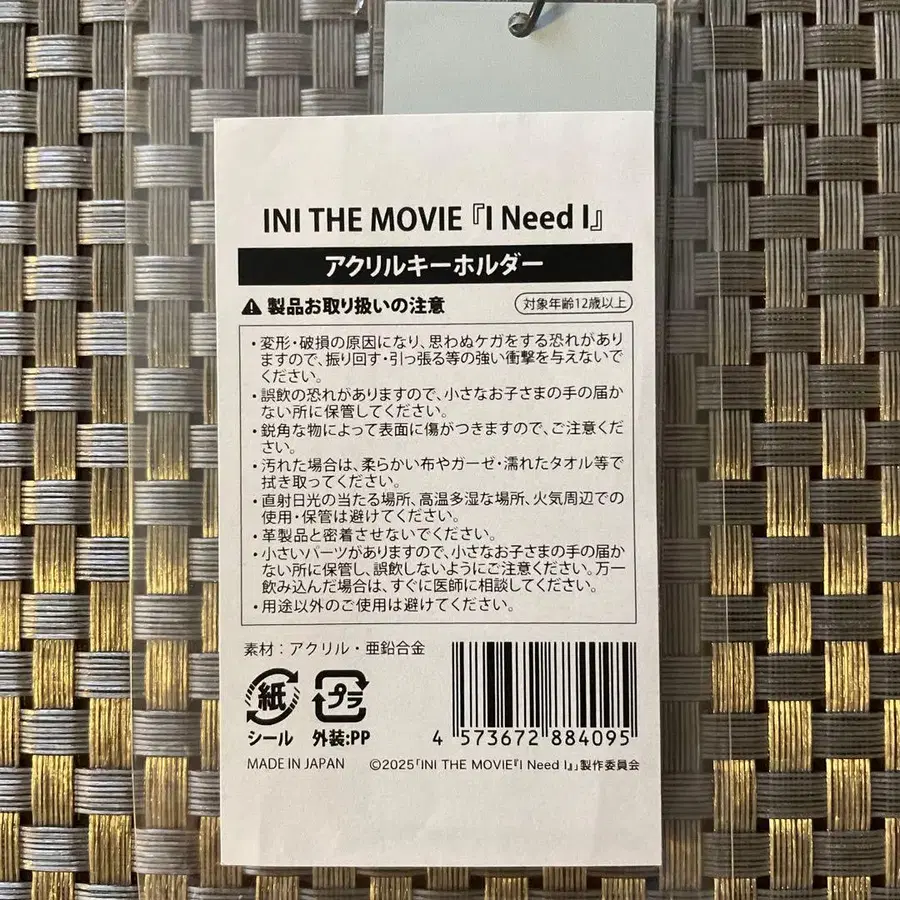 INI THE MOVIE『I Need I』
アクリルキーホルダー
製品お取り扱いの注意
対象年齢12歳以上
・変形・破損の原因になり、思わぬケガをする恐れがあり
ますので、振り回す・引っ張る等の強い衝撃を与えないで
ください。
・誤飲の恐れがありますので、小さなお子さまの手の届か
ない所に保管してください。
・鋭角な物によって表面に傷がつきますので、ご注意くだ
さい。
・汚れた場合は、柔らかい布やガーゼ・濡れたタオル等で
拭き取ってください。
・直射日光の当たる場所、高温多湿な場所、火気周辺での
使用・保管は避けてください。
・革製品と密着させないでください。
・小さいパーツがありますので、小さなお子さまの手の届か
ない所に保管し、誤飲しないようにご注意ください。万一
飲み込んだ場合は、すぐに医師に相談してください。
・用途以外のご使用は避けてください。
素材：アクリル・亜鉛合金
紙
プラ
シール
外装:PP
4 573672 884095
MADE IN JAPAN
©2025「INI THE MOVIE『I Need I』」製作委員会